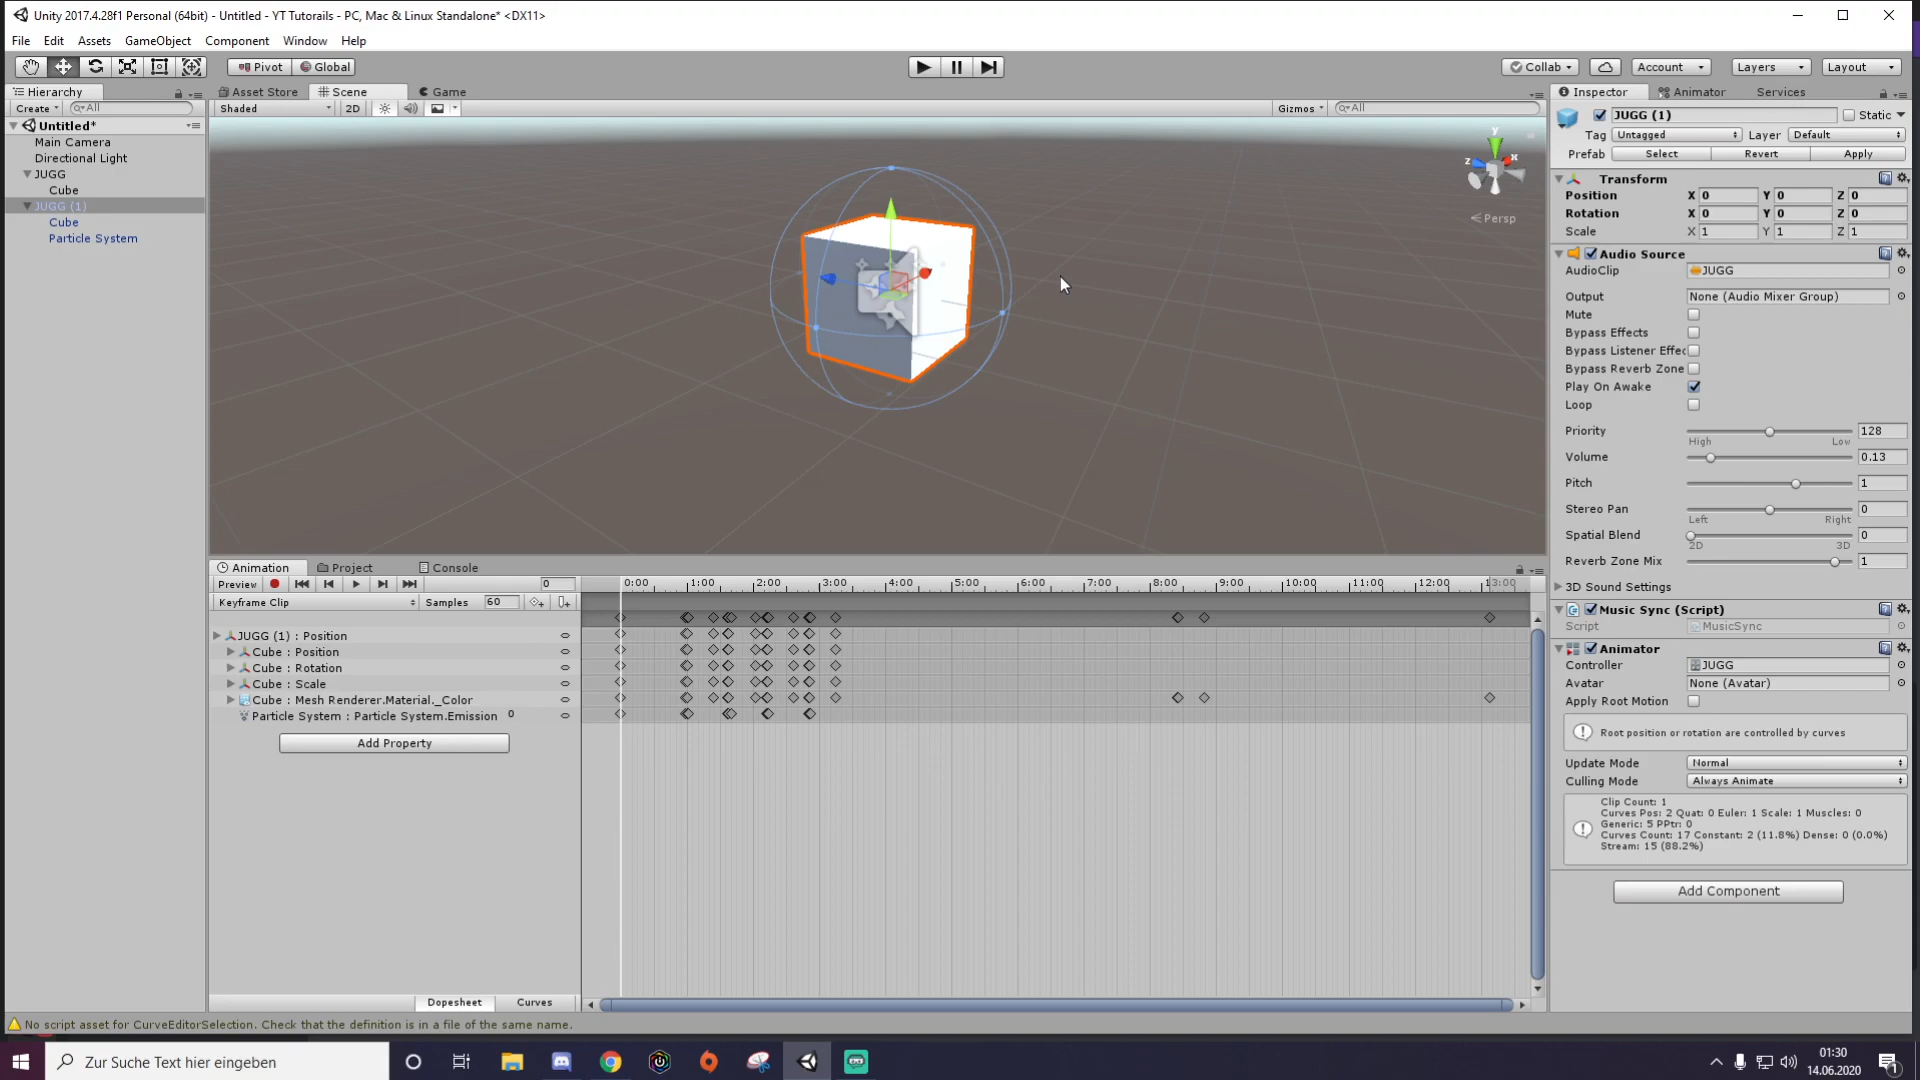 Unity 2017.4.28f1 Personal (64bit) - Untitled - YT Tutorails - PC, Mac & Linux Standalone* <DX11>
File Edit Assets GameObject Component Window Help
Pivot Global Collab Account Layers Layout
Hierarchy Asset Store Scene Game Inspector Animator Services
Create All Shaded 2D Gizmos All
Untitled*
Main Camera
Directional Light
JUGG
Cube
JUGG (1)
Cube
Particle System
y
x
z
Persp
JUGG (1) Static
Tag Untagged Layer Default
Prefab Select Revert Apply
Transform
Position X 0 Y 0 Z 0
Rotation X 0 Y 0 Z 0
Scale X 1 Y 1 Z 1
Audio Source
AudioClip JUGG
Output None (Audio Mixer Group)
Mute
Bypass Effects
Bypass Listener Effec
Bypass Reverb Zone
Play On Awake
Loop
Priority 128
High Low
Volume 0.13
Pitch 1
Stereo Pan 0
Left Right
Spatial Blend 0
2D 3D
Reverb Zone Mix 1
3D Sound Settings
Music Sync (Script)
Script MusicSync
Animator
Controller JUGG
Avatar None (Avatar)
Apply Root Motion
Root position or rotation are controlled by curves
Update Mode Normal
Culling Mode Always Animate
Clip Count: 1
Curves Pos: 2 Quat: 0 Euler: 1 Scale: 1 Muscles: 0
Generic: 5 PPtr: 0
Curves Count: 17 Constant: 2 (11.8%) Dense: 0 (0.0%)
Stream: 15 (88.2%)
Add Component
Animation Project Console
Preview 0 0:00 1:00 2:00 3:00 4:00 5:00 6:00 7:00 8:00 9:00 10:00 11:00 12:00 13:00
Keyframe Clip Samples 60
JUGG (1) : Position
Cube : Position
Cube : Rotation
Cube : Scale
Cube : Mesh Renderer.Material._Color
Particle System : Particle System.Emission 0
Add Property
Dopesheet Curves
No script asset for CurveEditorSelection. Check that the definition is in a file of the same name.
Zur Suche Text hier eingeben
01:30
14.06.2020
1